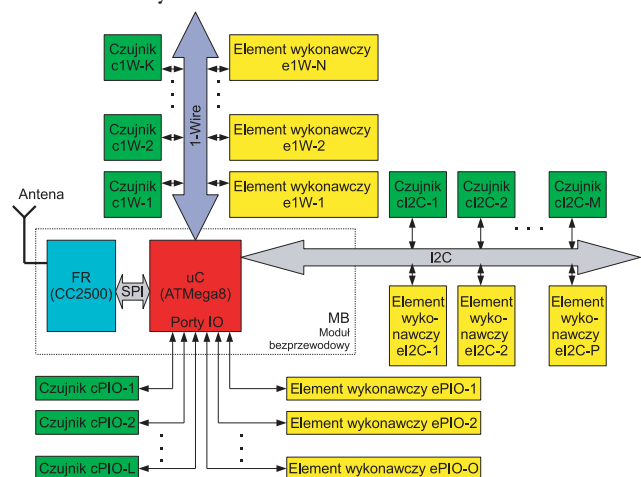 Czujnik
c1W-K
Element wykonawczy
e1W-N
1-Wire
Czujnik
c1W-2
Element wykonawczy
e1W-2
Czujnik
c1W-1
Element wykonawczy
e1W-1
Antena
Czujnik
cI2C-1
Czujnik
cI2C-2
Czujnik
cI2C-M
I2C
FR
(CC2500)
SPI
uC
(ATMega8)
Porty IO
MB
Moduł
bezprzewodowy
Element
wyko-
nawczy
eI2C-1
Element
wyko-
nawczy
eI2C-2
Element
wyko-
nawczy
eI2C-P
Czujnik cPIO-1
Element wykonawczy ePIO-1
Czujnik cPIO-2
Element wykonawczy ePIO-2
Czujnik cPIO-L
Element wykonawczy ePIO-O